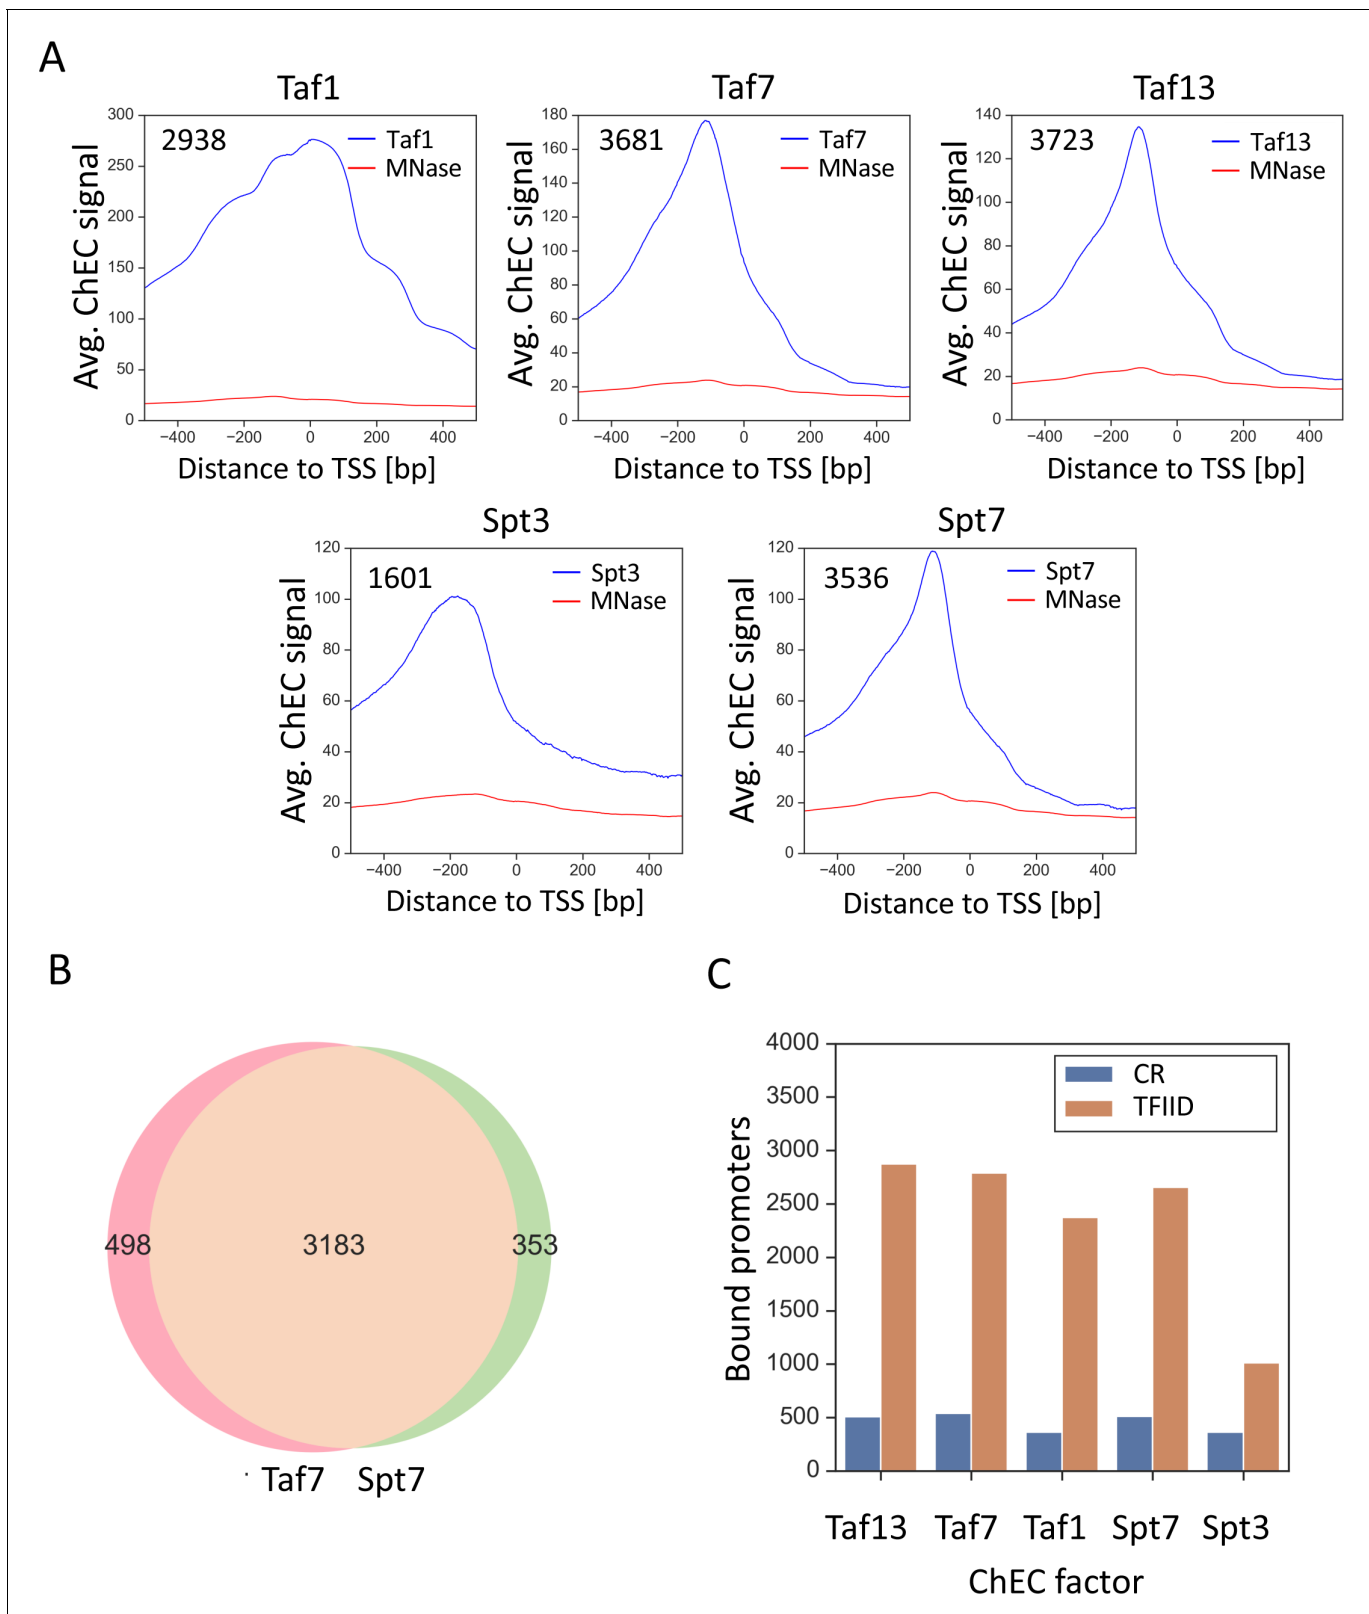 A
Taf1
300
250
200
150
100
50
0
2938
Taf1
MNase
Avg. ChEC signal
−400 −200 0 200 400
Distance to TSS [bp]
Taf7
180
160
140
120
100
80
60
40
20
0
3681
Taf7
MNase
Avg. ChEC signal
−400 −200 0 200 400
Distance to TSS [bp]
Taf13
140
120
100
80
60
40
20
0
3723
Taf13
MNase
Avg. ChEC signal
−400 −200 0 200 400
Distance to TSS [bp]
Spt3
120
100
80
60
40
20
0
1601
Spt3
MNase
Avg. ChEC signal
−400 −200 0 200 400
Distance to TSS [bp]
Spt7
120
100
80
60
40
20
0
3536
Spt7
MNase
Avg. ChEC signal
−400 −200 0 200 400
Distance to TSS [bp]
B
498 3183 353
Taf7 Spt7
C
4000
3500
3000
2500
2000
1500
1000
500
0
CR
TFIID
Bound promoters
Taf13 Taf7 Taf1 Spt7 Spt3
ChEC factor